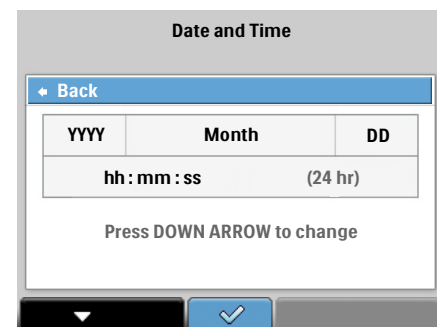 Date and Time
Back
YYYY Month DD
hh : mm : ss (24 hr)
Press DOWN ARROW to change